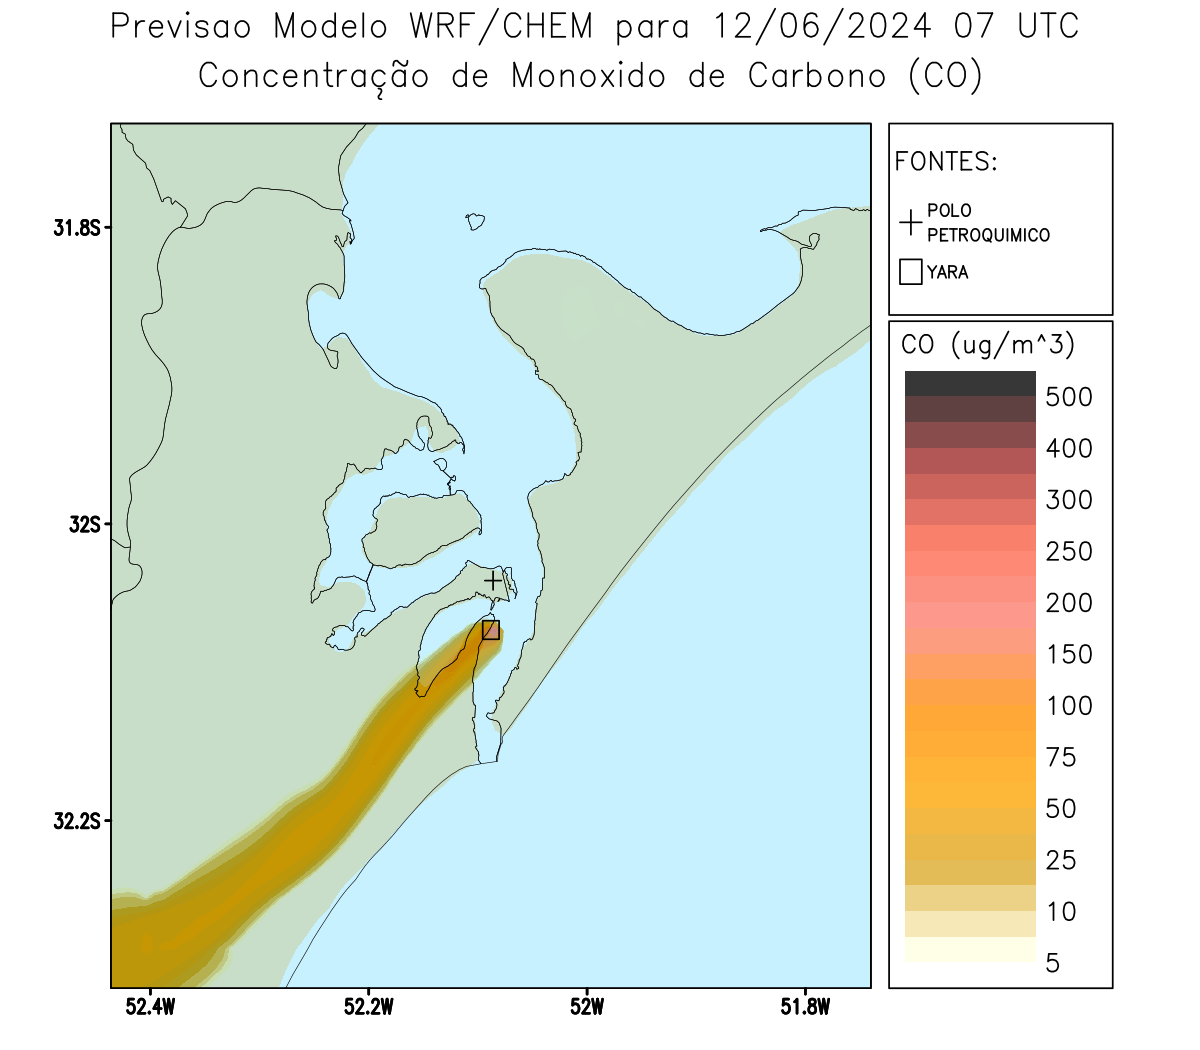 Previsao Modelo WRF/CHEM para 12/06/2024 07 UTC
Concentração de Monoxido de Carbono (CO)
FONTES:
POLO
PETROQUIMICO
YARA
CO (ug/m^3)
500
400
300
250
200
150
100
75
50
25
10
5
31.8S
32S
32.2S
52.4W
52.2W
52W
51.8W